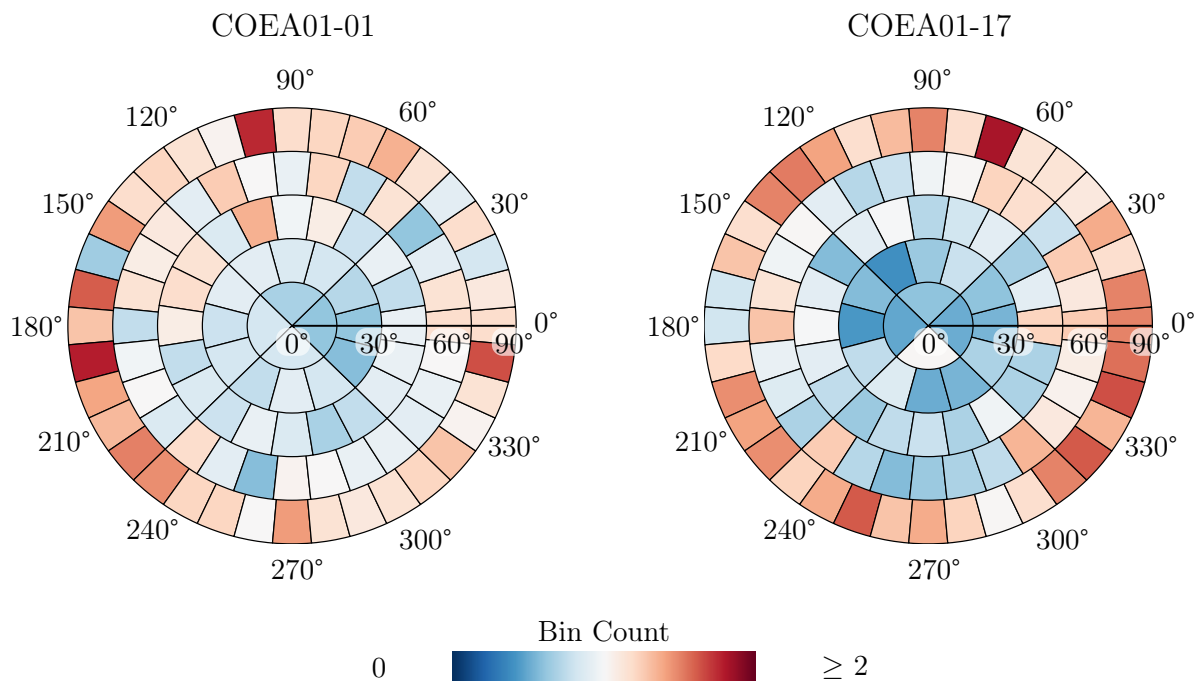 COEA01-01 COEA01-17
90° 90°
120° 60° 120° 60°
150° 30° 150° 30°
180° 0° 30° 60° 90° 0° 180° 0° 30° 60° 90° 0°
210° 330° 210° 330°
240° 300° 240° 300°
270° 270°
Bin Count
0 ≥ 2